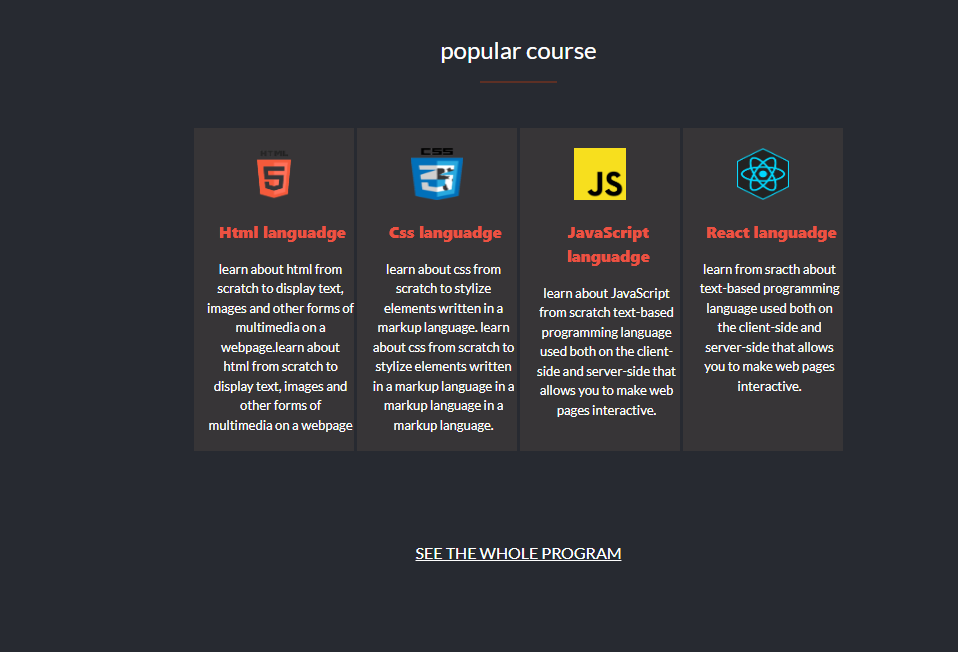 popular course
HTML
5
Html languadge
learn about html from
scratch to display text,
images and other forms of
multimedia on a
webpage.learn about
html from scratch to
display text, images and
other forms of
multimedia on a webpage
CSS
3
Css languadge
learn about css from
scratch to stylize
elements written in a
markup language. learn
about css from scratch to
stylize elements written
in a markup language in a
markup language in a
markup language.
JS
JavaScript
languadge
learn about JavaScript
from scratch text-based
programming language
used both on the client-
side and server-side that
allows you to make web
pages interactive.
React languadge
learn from sracth about
text-based programming
language used both on
the client-side and
server-side that allows
you to make web pages
interactive.
SEE THE WHOLE PROGRAM